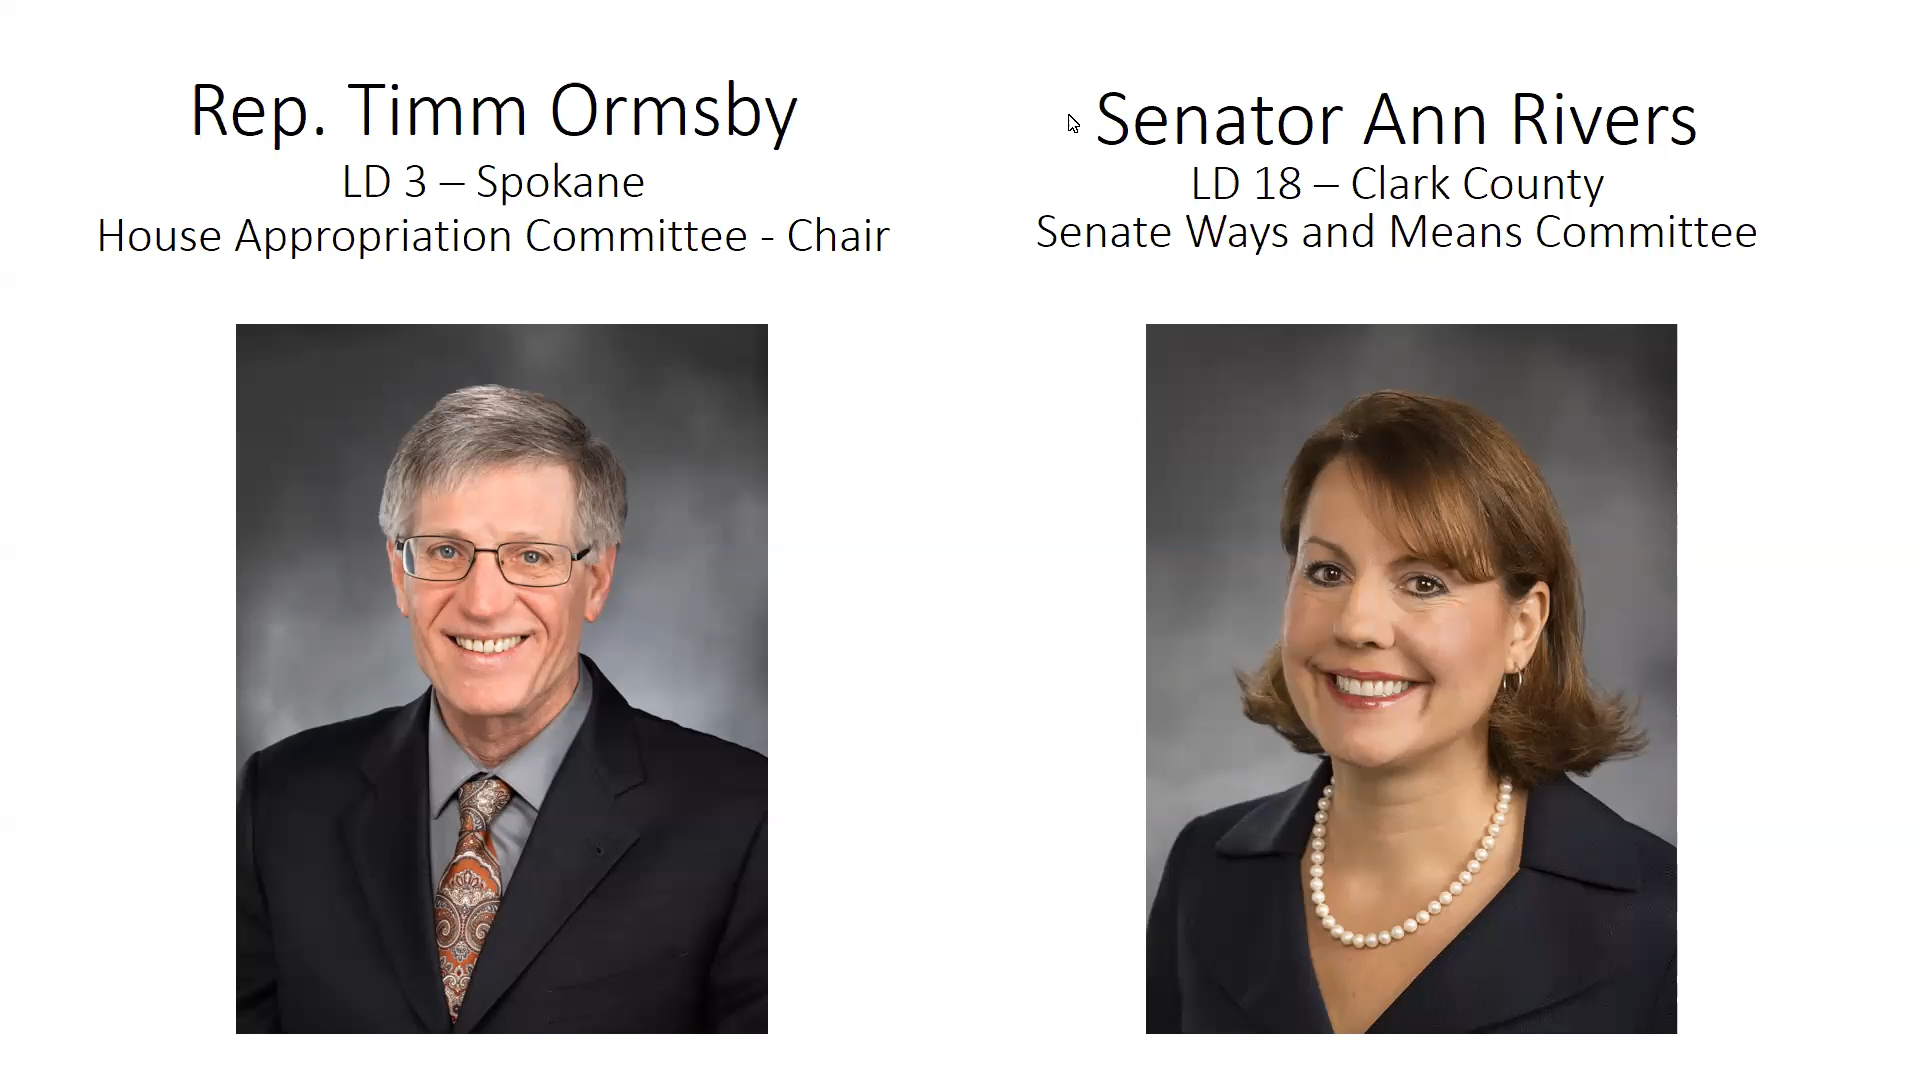 Rep. Timm Ormsby
LD 3 – Spokane
House Appropriation Committee - Chair
Senator Ann Rivers
LD 18 – Clark County
Senate Ways and Means Committee